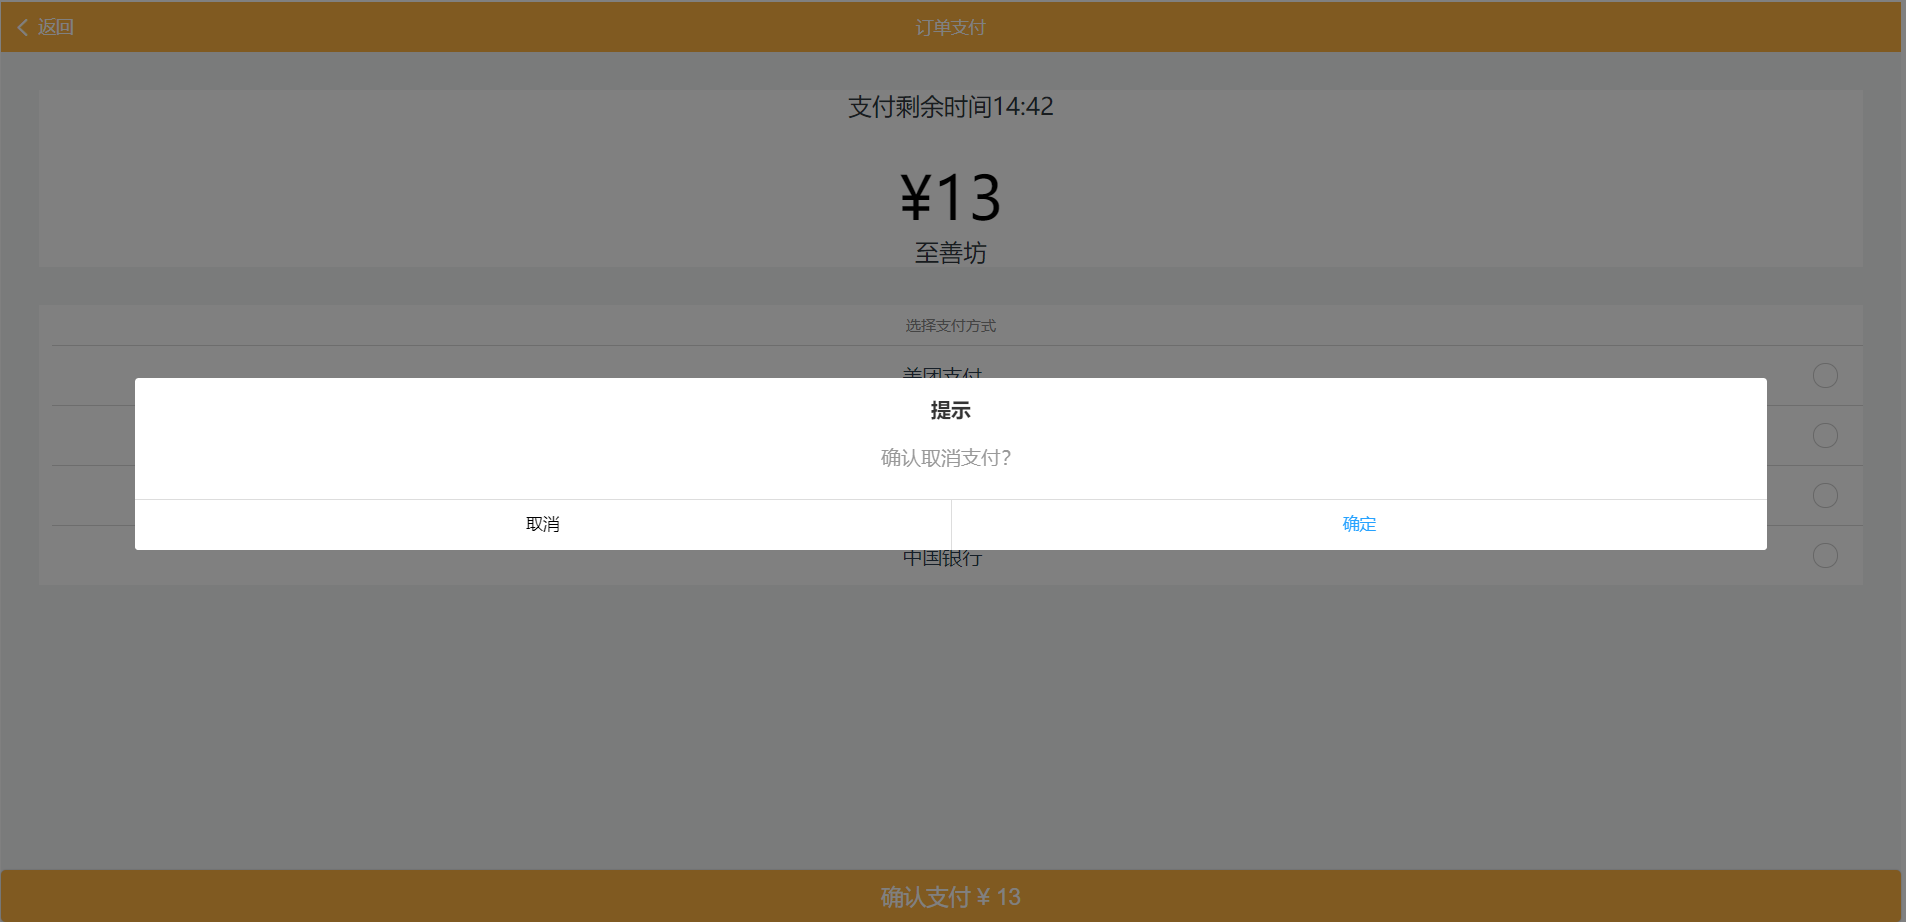 返回
订单支付
支付剩余时间14:42
¥13
至善坊
选择支付方式
美团支付
提示
确认取消支付？
取消
确定
中国银行
确认支付 ¥ 13